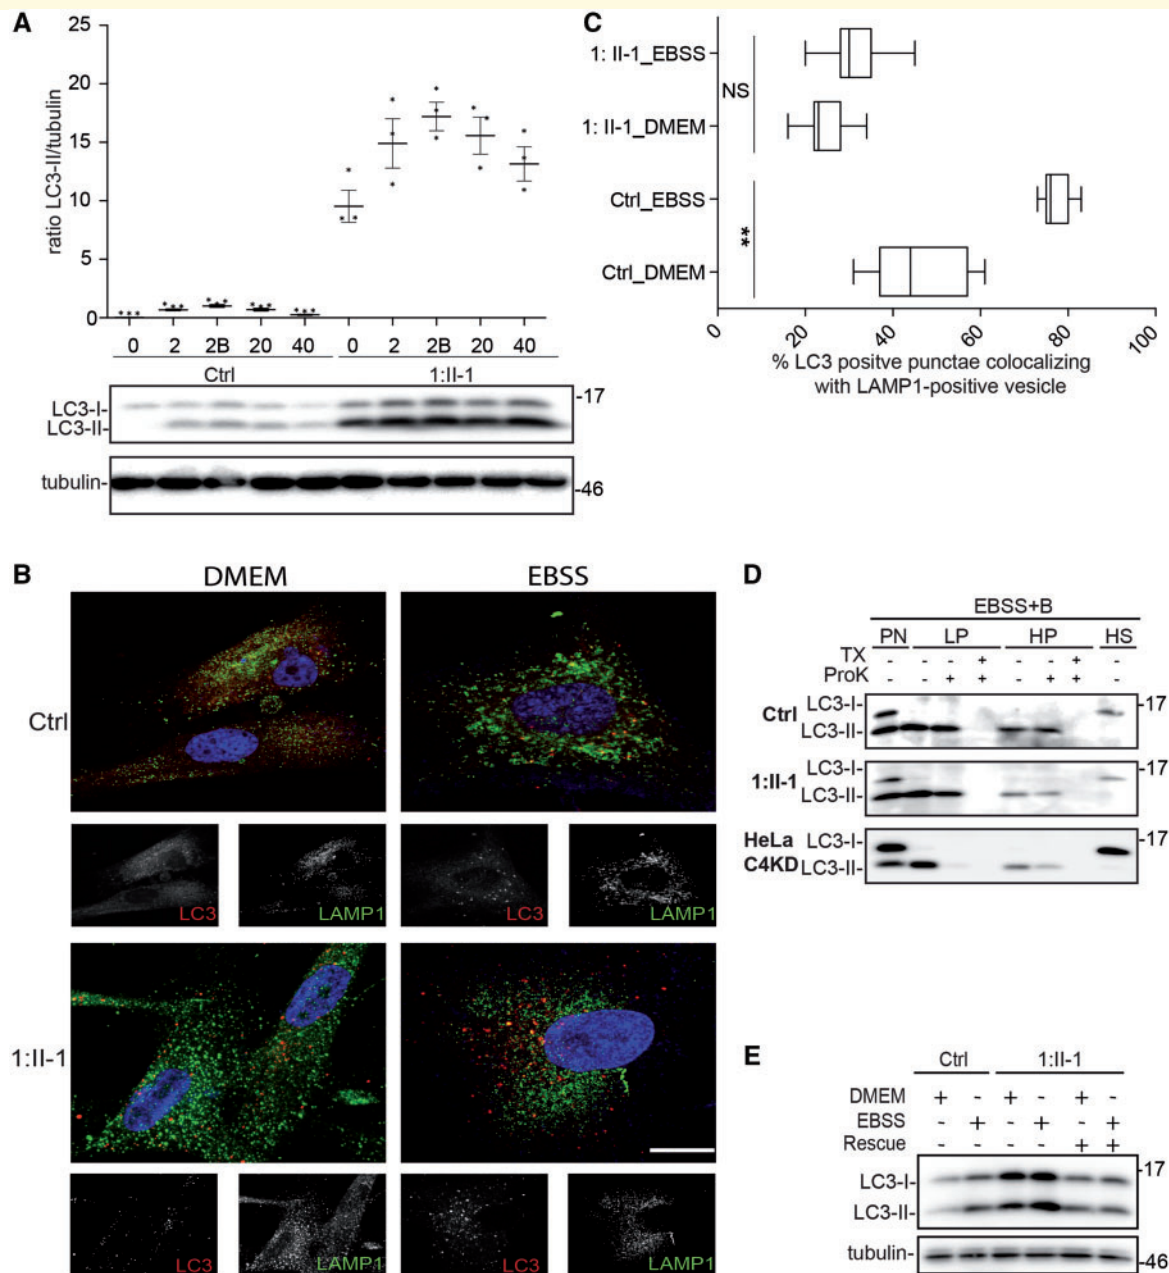 A
ratio LC3-II/tubulin
25
20
15
10
5
0
0 2 2B 20 40 0 2 2B 20 40
Ctrl 1:II-1
LC3-I-
LC3-II-
-17
tubulin-
-46
C
1: II-1_EBSS
1: II-1_DMEM
Ctrl_EBSS
Ctrl_DMEM
NS
**
0 20 40 60 80 100
% LC3 positve punctae colocalizing
with LAMP1-positive vesicle
B
DMEM EBSS
Ctrl
LC3 LAMP1 LC3 LAMP1
1:II-1
LC3 LAMP1 LC3 LAMP1
D
EBSS+B
PN LP HP HS
TX - - - + - - + -
ProK - - + + - + + -
Ctrl LC3-I- -17
LC3-II-
1:II-1 LC3-I- -17
LC3-II-
HeLa LC3-I- -17
C4KD LC3-II-
E
Ctrl 1:II-1
DMEM + - + - + -
EBSS - + - + - +
Rescue - - - - + +
LC3-I- -17
LC3-II-
tubulin- -46